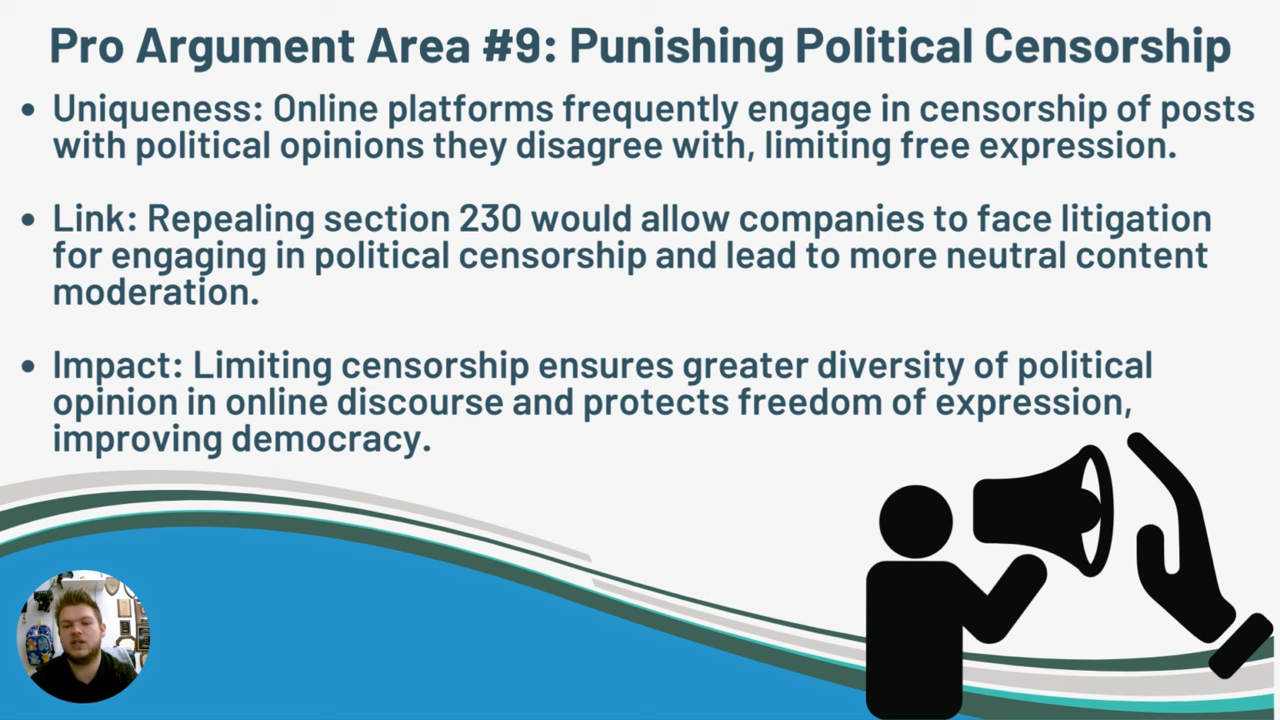 Pro Argument Area #9: Punishing Political Censorship
• Uniqueness: Online platforms frequently engage in censorship of posts
with political opinions they disagree with, limiting free expression.
• Link: Repealing section 230 would allow companies to face litigation
for engaging in political censorship and lead to more neutral content
moderation.
• Impact: Limiting censorship ensures greater diversity of political
opinion in online discourse and protects freedom of expression,
improving democracy.